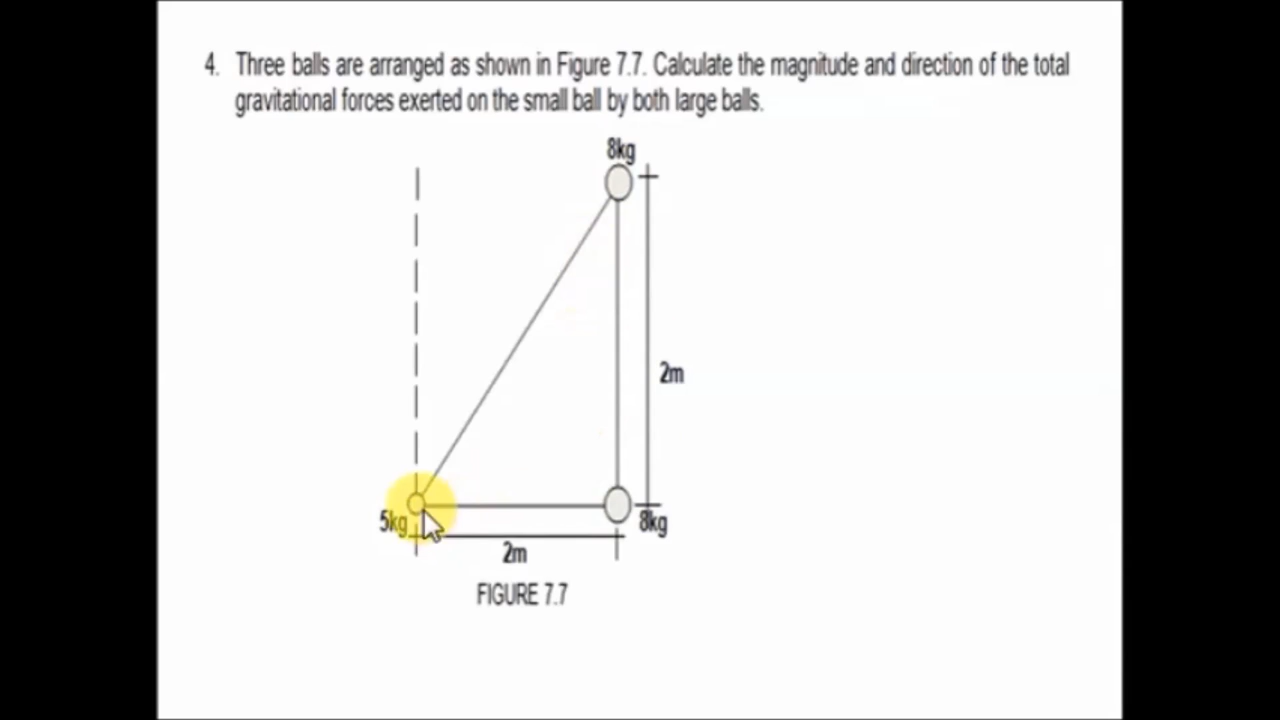 4. Three balls are arranged as shown in Figure 7.7. Calculate the magnitude and direction of the total
gravitational forces exerted on the small ball by both large balls.
8kg
2m
5kg
8kg
2m
FIGURE 7.7